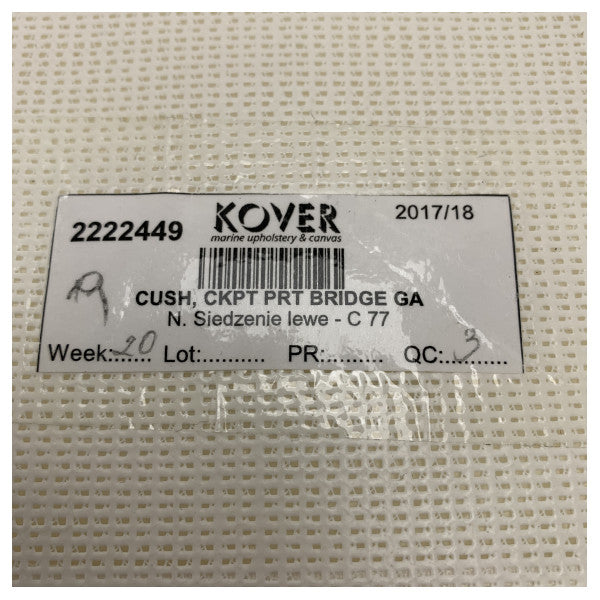 2222449 KOVER 2017/18
marine upholstery & canvas
CUSH, CKPT PRT BRIDGE GA
N. Siedzenie lewe - C 77
Week:20 Lot:.......... PR:.......... QC:...3.......